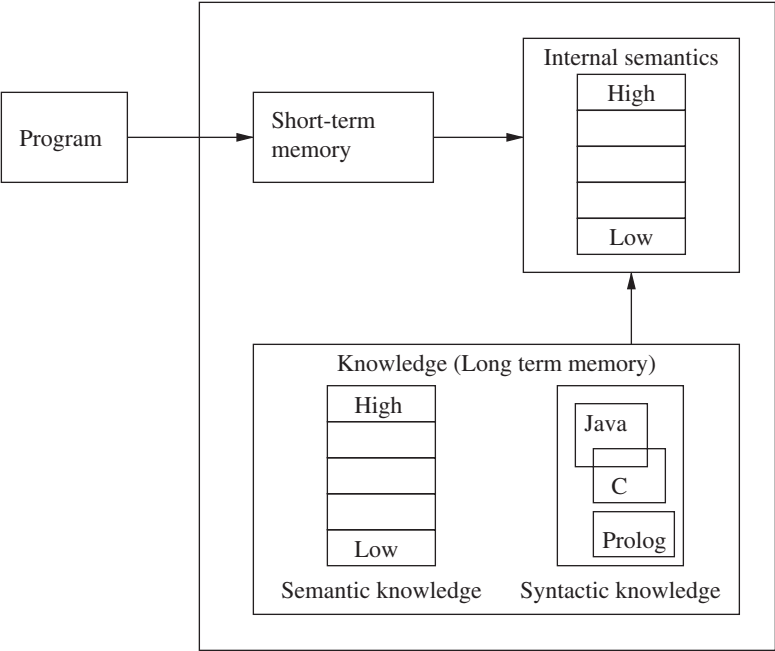 Internal semantics
High
Low
Program
Short-term
memory
Knowledge (Long term memory)
High
Low
Semantic knowledge
Java
C
Prolog
Syntactic knowledge